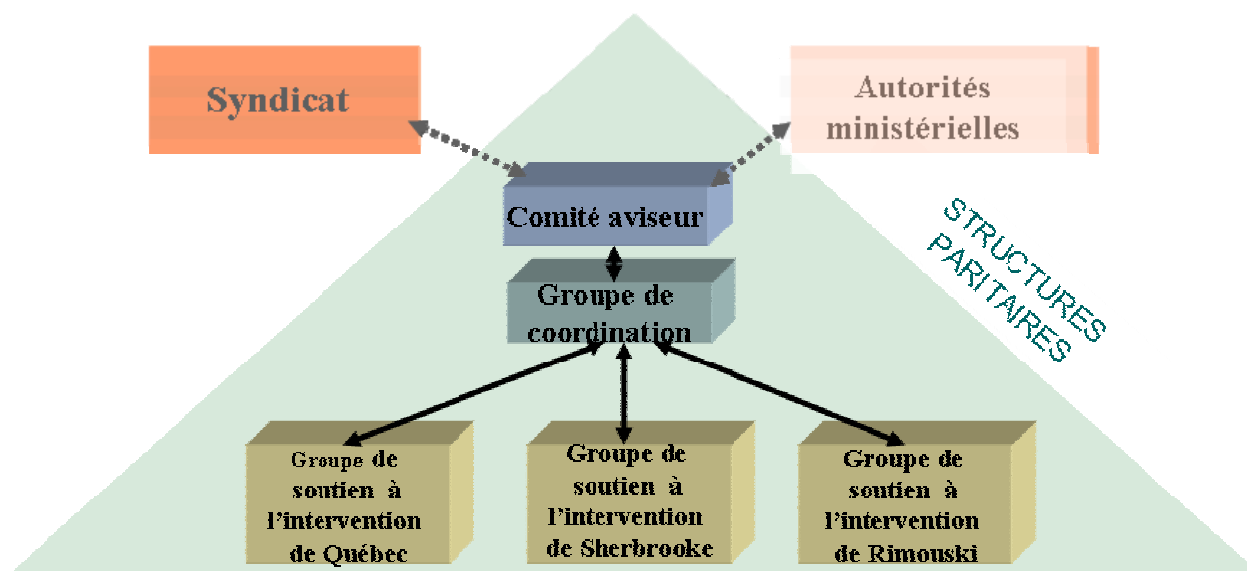 Syndicat
Autorités
ministérielles
Comité aviseur
STRUCTURES
PARITAIRES
Groupe de
coordination
Groupe de
soutien à
l'intervention
de Québec
Groupe de
soutien à
l'intervention
de Sherbrooke
Groupe de
soutien à
l'intervention
de Rimouski